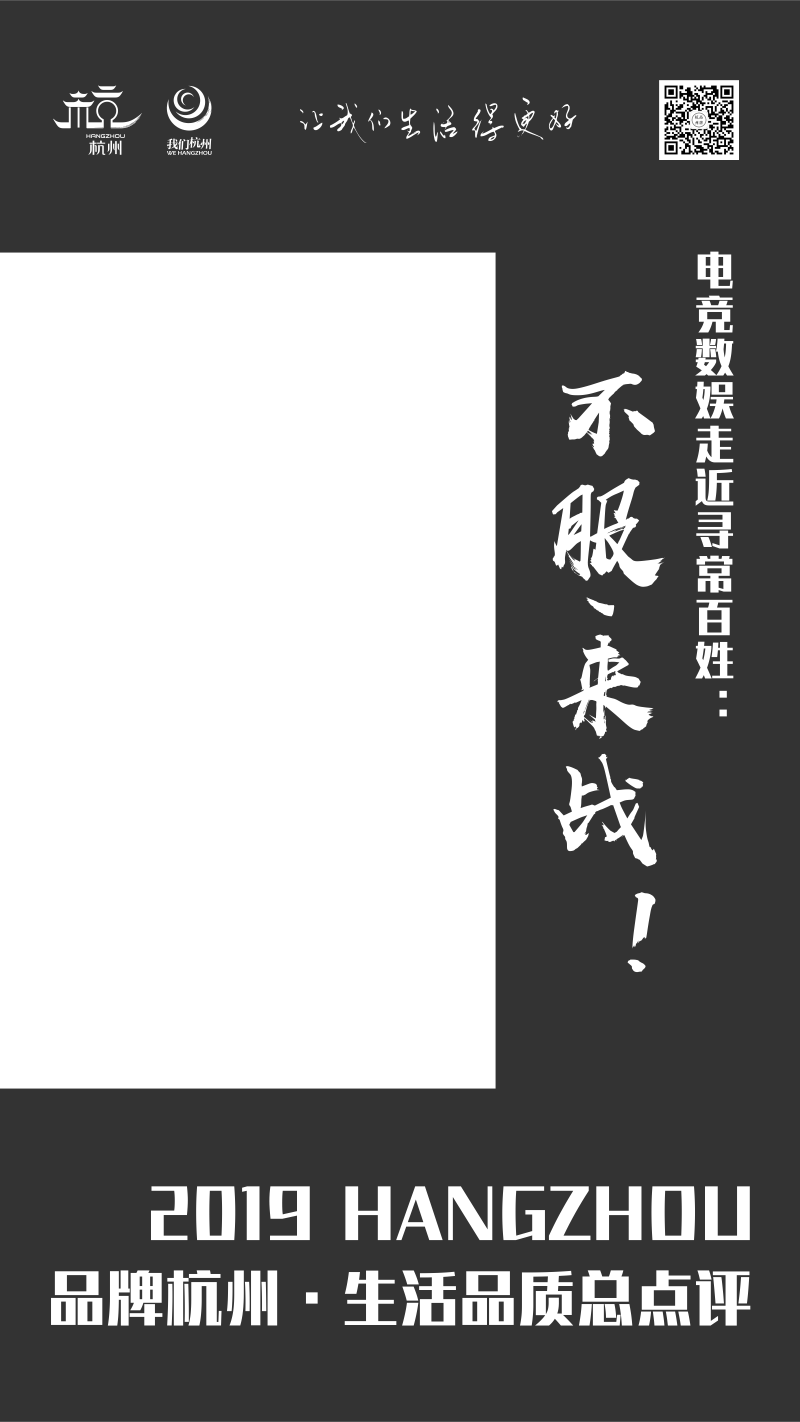 杭
HANGZHOU
杭州
我们杭州
WE HANGZHOU
让我们生活得更好
电竞数娱走近寻常百姓：
不服、来战！
2019 HANGZHOU
品牌杭州·生活品质总点评